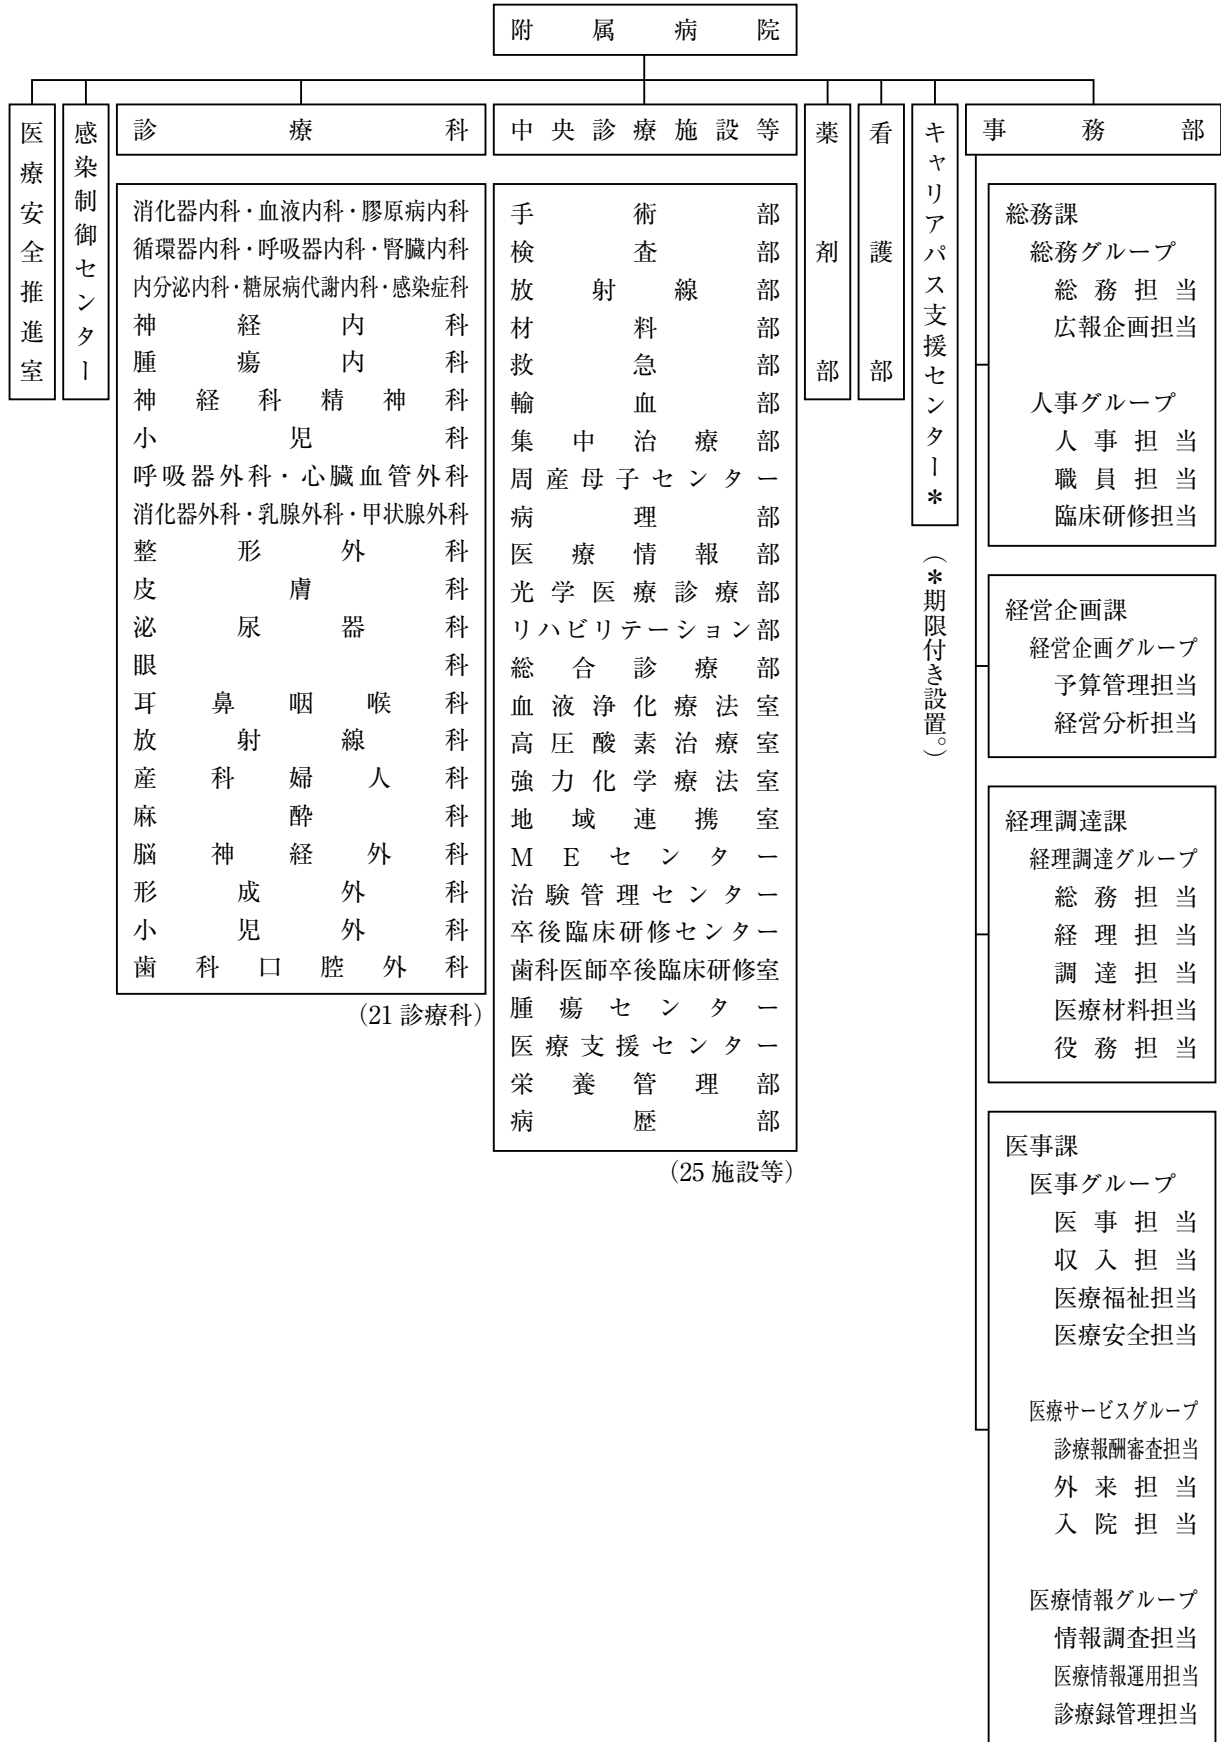 附属病院
医療安全推進室
感染制御センター
診療科
消化器内科・血液内科・膠原病内科
循環器内科・呼吸器内科・腎臓内科
内分泌内科・糖尿病代謝内科・感染症科
神経内科
腫瘍内科
神経科精神科
小児科
呼吸器外科・心臓血管外科
消化器外科・乳腺外科・甲状腺外科
整形外科
皮膚科
泌尿器科
眼科
耳鼻咽喉科
放射線科
産科婦人科
麻酔科
脳神経外科
形成外科
小児外科
歯科口腔外科
（21 診療科）
中央診療施設等
手術部
検査部
放射線部
材料部
救急部
輸血部
集中治療部
周産母子センター
病理部
医療情報部
光学医療診療部
リハビリテーション部
総合診療部
血液浄化療法室
高圧酸素治療室
強力化学療法室
地域連携室
MEセンター
治験管理センター
卒後臨床研修センター
歯科医師卒後臨床研修室
腫瘍センター
医療支援センター
栄養管理部
病歴部
（25 施設等）
薬剤部
看護部
キャリアパス支援センター＊
（＊期限付き設置。）
事務部
総務課
総務グループ
総務担当
広報企画担当
人事グループ
人事担当
職員担当
臨床研修担当
経営企画課
経営企画グループ
予算管理担当
経営分析担当
経理調達課
経理調達グループ
総務担当
経理担当
調達担当
医療材料担当
役務担当
医事課
医事グループ
医事担当
収入担当
医療福祉担当
医療安全担当
医療サービスグループ
診療報酬審査担当
外来担当
入院担当
医療情報グループ
情報調査担当
医療情報運用担当
診療録管理担当